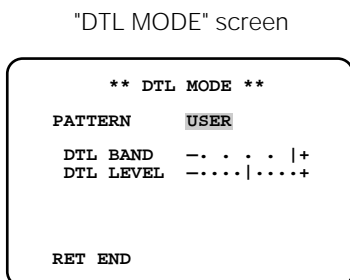 "DTL MODE" screen
** DTL MODE **
PATTERN USER
DTL BAND –. . . . |+
DTL LEVEL –....|....+
RET END